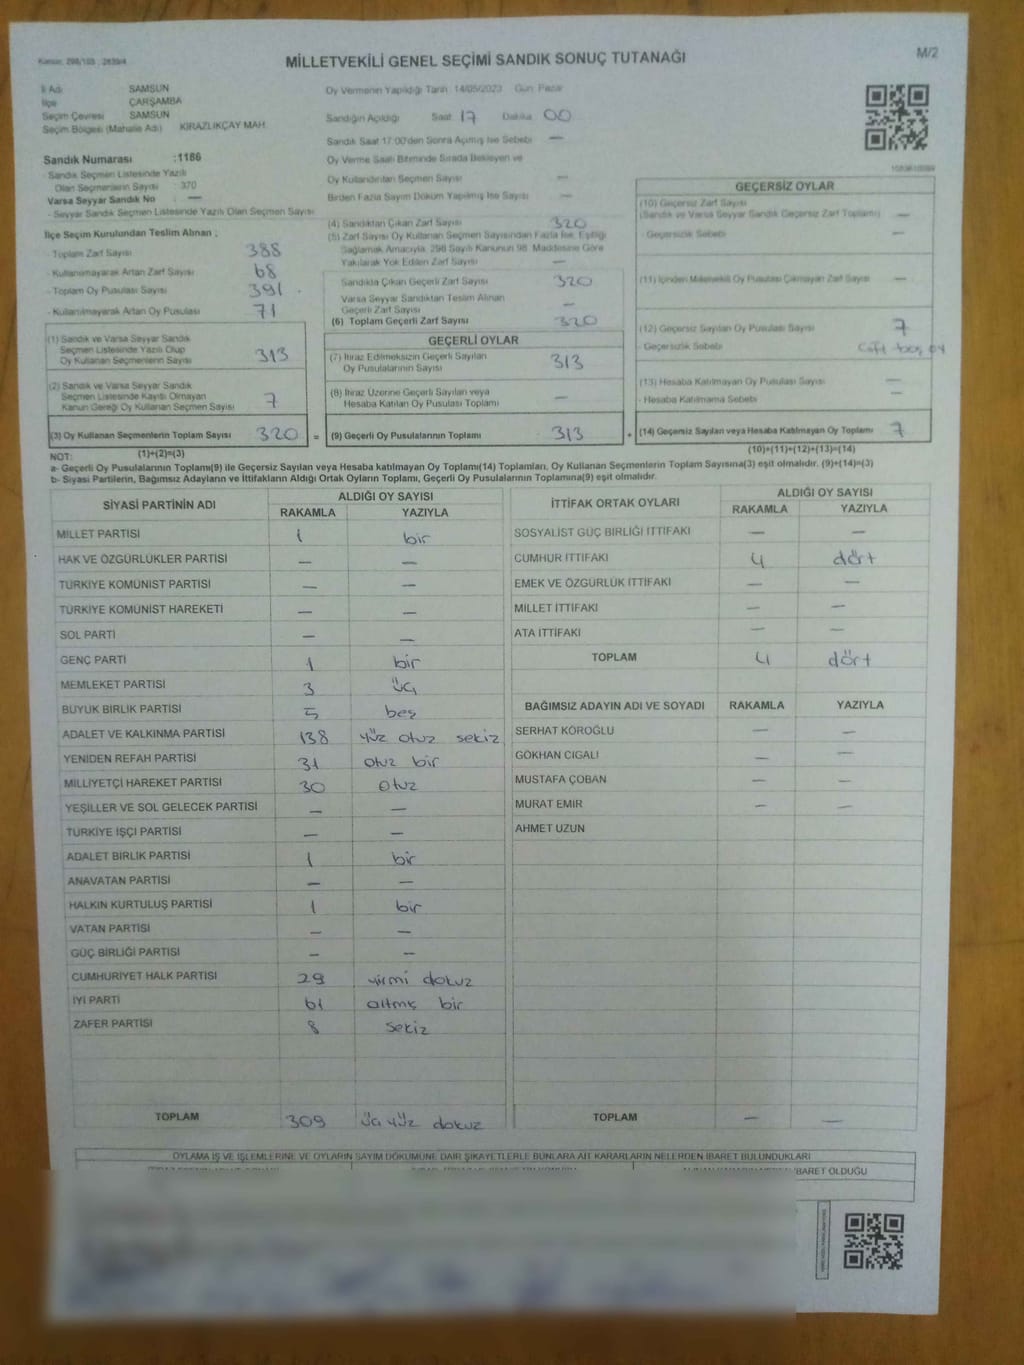 Kanun: 298/105 , 2839/4
MİLLETVEKİLİ GENEL SEÇİMİ SANDIK SONUÇ TUTANAĞI
M/2
İl Adı SAMSUN
İlçe ÇARŞAMBA
Seçim Çevresi SAMSUN
Seçim Bölgesi (Mahalle Adı) KIRAZLIKÇAY MAH.
Oy Vermenin Yapıldığı Tarih 14/05/2023 Gün Pazar
Sandığın Açıldığı Saat 17 Dakika 00
Sandık Saat 17:00'den Sonra Açılmış İse Sebebi —
Sandık Numarası :1166
- Sandık Seçmen Listesinde Yazılı
Olan Seçmenlerin Sayısı 370
Varsa Seyyar Sandık No —
- Seyyar Sandık Seçmen Listesinde Yazılı Olan Seçmen Sayısı
Oy Verme Saati Bitiminde Sırada Bekleyen ve
Oy Kullandırılan Seçmen Sayısı —
Birden Fazla Sayım Döküm Yapılmış İse Sayısı —
İlçe Seçim Kurulundan Teslim Alınan ;
- Toplam Zarf Sayısı 388
- Kullanılmayarak Artan Zarf Sayısı 68
- Toplam Oy Pusulası Sayısı 391
- Kullanılmayarak Artan Oy Pusulası 71
(4) Sandıktan Çıkan Zarf Sayısı 320
(5) Zarf Sayısı Oy Kullanan Seçmen Sayısından Fazla İse, Eşitliği
Sağlamak Amacıyla, 298 Sayılı Kanunun 98. Maddesine Göre
Yakılarak Yok Edilen Zarf Sayısı —
Sandıkta Çıkan Geçerli Zarf Sayısı 320
Varsa Seyyar Sandıktan Teslim Alınan
Geçerli Zarf Sayısı —
(6) Toplam Geçerli Zarf Sayısı 320
(1) Sandık ve Varsa Seyyar Sandık
Seçmen Listesinde Yazılı Olup
Oy Kullanan Seçmenlerin Sayısı 313
(2) Sandık ve Varsa Seyyar Sandık
Seçmen Listesinde Kayıtlı Olmayan
Kanun Gereği Oy Kullanan Seçmen Sayısı 7
(3) Oy Kullanan Seçmenlerin Toplam Sayısı 320 =
GEÇERLİ OYLAR
(7) İtiraz Edilmeksizin Geçerli Sayılan
Oy Pusulalarının Sayısı 313
(8) İtiraz Üzerine Geçerli Sayılan veya
Hesaba Katılan Oy Pusulası Toplamı —
(9) Geçerli Oy Pusulalarının Toplamı 313 +
GEÇERSİZ OYLAR
(10) Geçersiz Zarf Sayısı
(Sandık ve Varsa Seyyar Sandık Geçersiz Zarf Toplamı) —
- Geçersizlik Sebebi —
(11) İçinden Milletvekili Oy Pusulası Çıkmayan Zarf Sayısı —
(12) Geçersiz Sayılan Oy Pusulası Sayısı 7
- Geçersizlik Sebebi Çift boş oy
(13) Hesaba Katılmayan Oy Pusulası Sayısı —
- Hesaba Katılmama Sebebi —
(14) Geçersiz Sayılan veya Hesaba Katılmayan Oy Toplamı 7
NOT: (1)+(2)=(3) (10)+(11)+(12)+(13)=(14)
a- Geçerli Oy Pusulalarının Toplamı(9) ile Geçersiz Sayılan veya Hesaba katılmayan Oy Toplamı(14) Toplamları, Oy Kullanan Seçmenlerin Toplam Sayısına(3) eşit olmalıdır. (9)+(14)=(3)
b- Siyasi Partilerin, Bağımsız Adayların ve İttifakların Aldığı Ortak Oyların Toplamı, Geçerli Oy Pusulalarının Toplamına(9) eşit olmalıdır.
SİYASİ PARTİNİN ADI ALDIĞI OY SAYISI
RAKAMLA YAZIYLA
MİLLET PARTİSİ 1 bir
HAK VE ÖZGÜRLÜKLER PARTİSİ — —
TÜRKİYE KOMÜNİST PARTİSİ — —
TÜRKİYE KOMÜNİST HAREKETİ — —
SOL PARTİ — —
GENÇ PARTİ 1 bir
MEMLEKET PARTİSİ 3 üç
BÜYÜK BİRLİK PARTİSİ 5 beş
ADALET VE KALKINMA PARTİSİ 138 yüz otuz sekiz
YENİDEN REFAH PARTİSİ 31 otuz bir
MİLLİYETÇİ HAREKET PARTİSİ 30 otuz
YEŞİLLER VE SOL GELECEK PARTİSİ — —
TÜRKİYE İŞÇİ PARTİSİ — —
ADALET BİRLİK PARTİSİ 1 bir
ANAVATAN PARTİSİ — —
HALKIN KURTULUŞ PARTİSİ 1 bir
VATAN PARTİSİ — —
GÜÇ BİRLİĞİ PARTİSİ — —
CUMHURİYET HALK PARTİSİ 29 yirmi dokuz
İYİ PARTİ 61 altmış bir
ZAFER PARTİSİ 8 sekiz
TOPLAM 309 üç yüz dokuz
İTTİFAK ORTAK OYLARI ALDIĞI OY SAYISI
RAKAMLA YAZIYLA
SOSYALİST GÜÇ BİRLİĞİ İTTİFAKI — —
CUMHUR İTTİFAKI 4 dört
EMEK VE ÖZGÜRLÜK İTTİFAKI — —
MİLLET İTTİFAKI — —
ATA İTTİFAKI — —
TOPLAM 4 dört
BAĞIMSIZ ADAYIN ADI VE SOYADI RAKAMLA YAZIYLA
SERHAT KÖROĞLU — —
GÖKHAN CIGALI — —
MUSTAFA ÇOBAN — —
MURAT EMİR — —
AHMET UZUN
TOPLAM — —
OYLAMA İŞ VE İŞLEMLERİNE VE OYLARIN SAYIM DÖKÜMÜNE DAİR ŞİKAYETLERLE BUNLARA AİT KARARLARIN NELERDEN İBARET BULUNDUKLARI
İBARET OLDUĞU